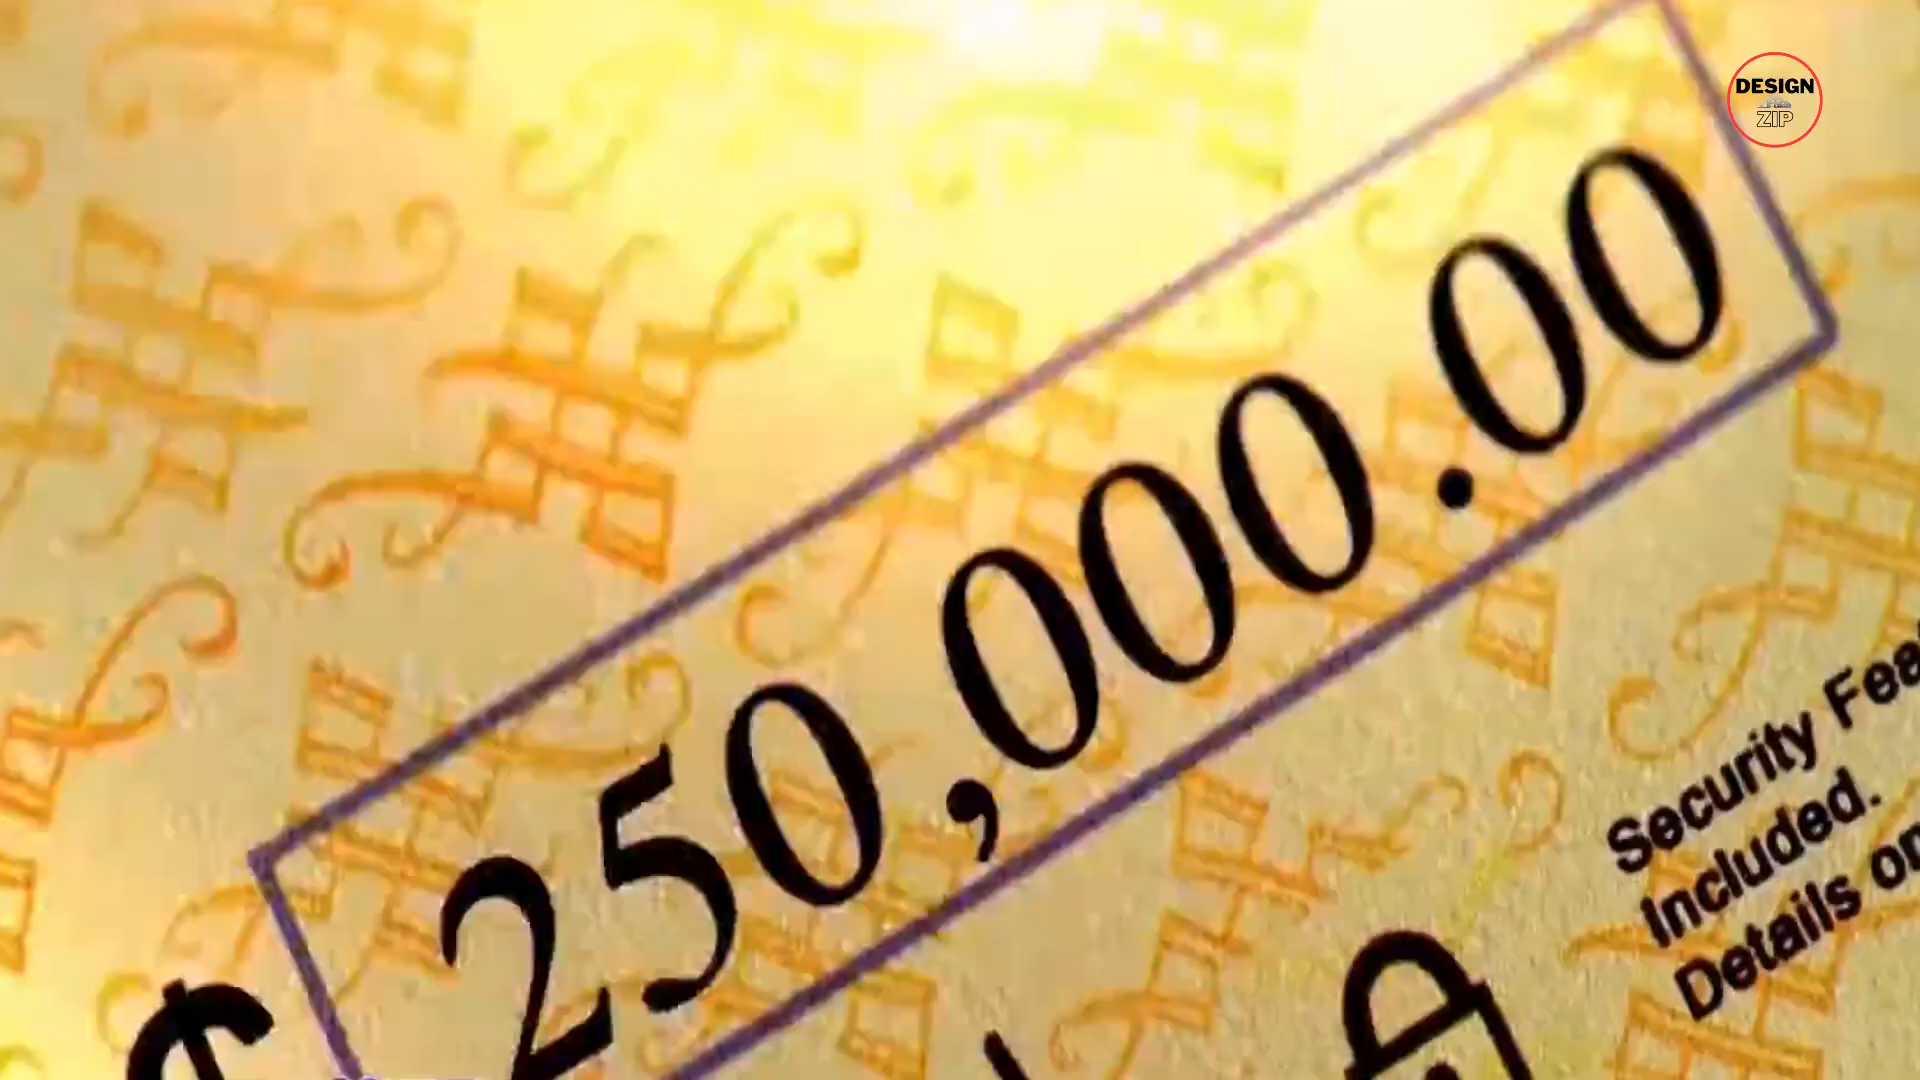 DESIGN
ZIP
$ 250,000.00
Security Fea
Included.
Details on